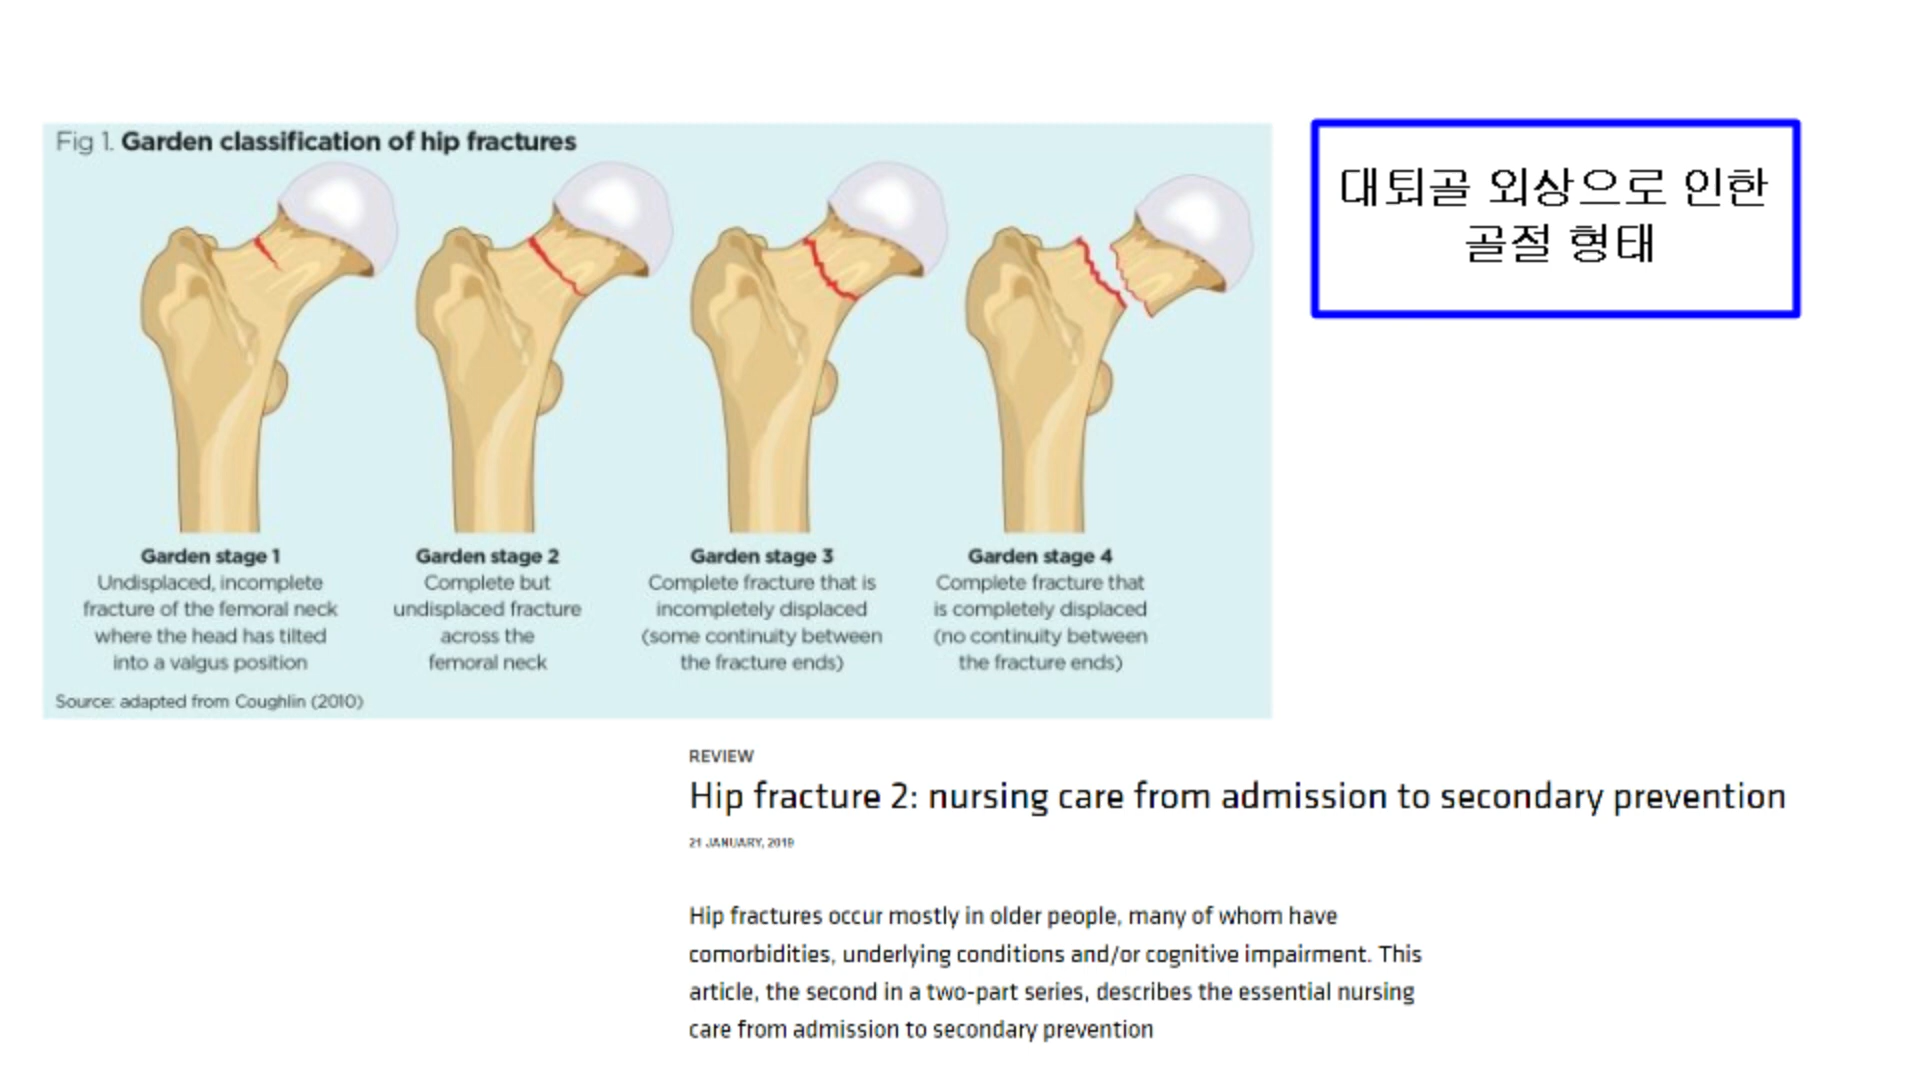 Fig 1. Garden classification of hip fractures
대퇴골 외상으로 인한
골절 형태
Garden stage 1
Undisplaced, incomplete
fracture of the femoral neck
where the head has tilted
into a valgus position
Garden stage 2
Complete but
undisplaced fracture
across the
femoral neck
Garden stage 3
Complete fracture that is
incompletely displaced
(some continuity between
the fracture ends)
Garden stage 4
Complete fracture that
is completely displaced
(no continuity between
the fracture ends)
Source: adapted from Coughlin (2010)
REVIEW
Hip fracture 2: nursing care from admission to secondary prevention
21 JANUARY, 2019
Hip fractures occur mostly in older people, many of whom have
comorbidities, underlying conditions and/or cognitive impairment. This
article, the second in a two-part series, describes the essential nursing
care from admission to secondary prevention